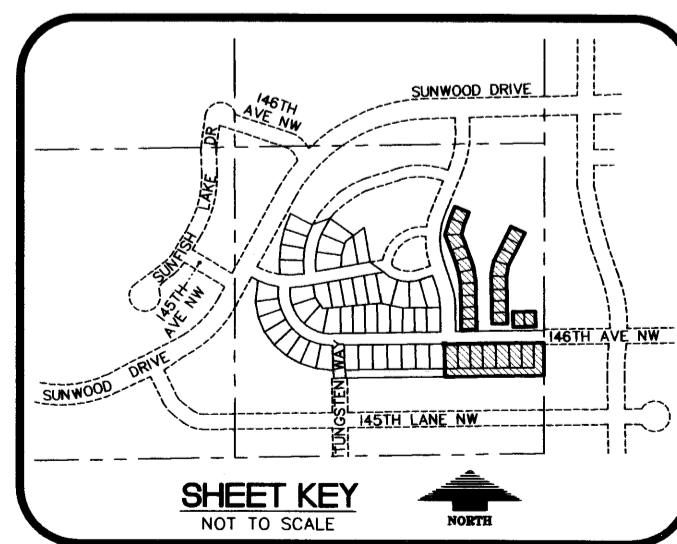 SUNWOOD DRIVE
146TH
AVE NW
SUNFISH LAKE DR
145TH
AVE NW
146TH AVE NW
SUNWOOD DRIVE
TUNGSTEN WAY
145TH LANE NW
SHEET KEY
NOT TO SCALE
NORTH